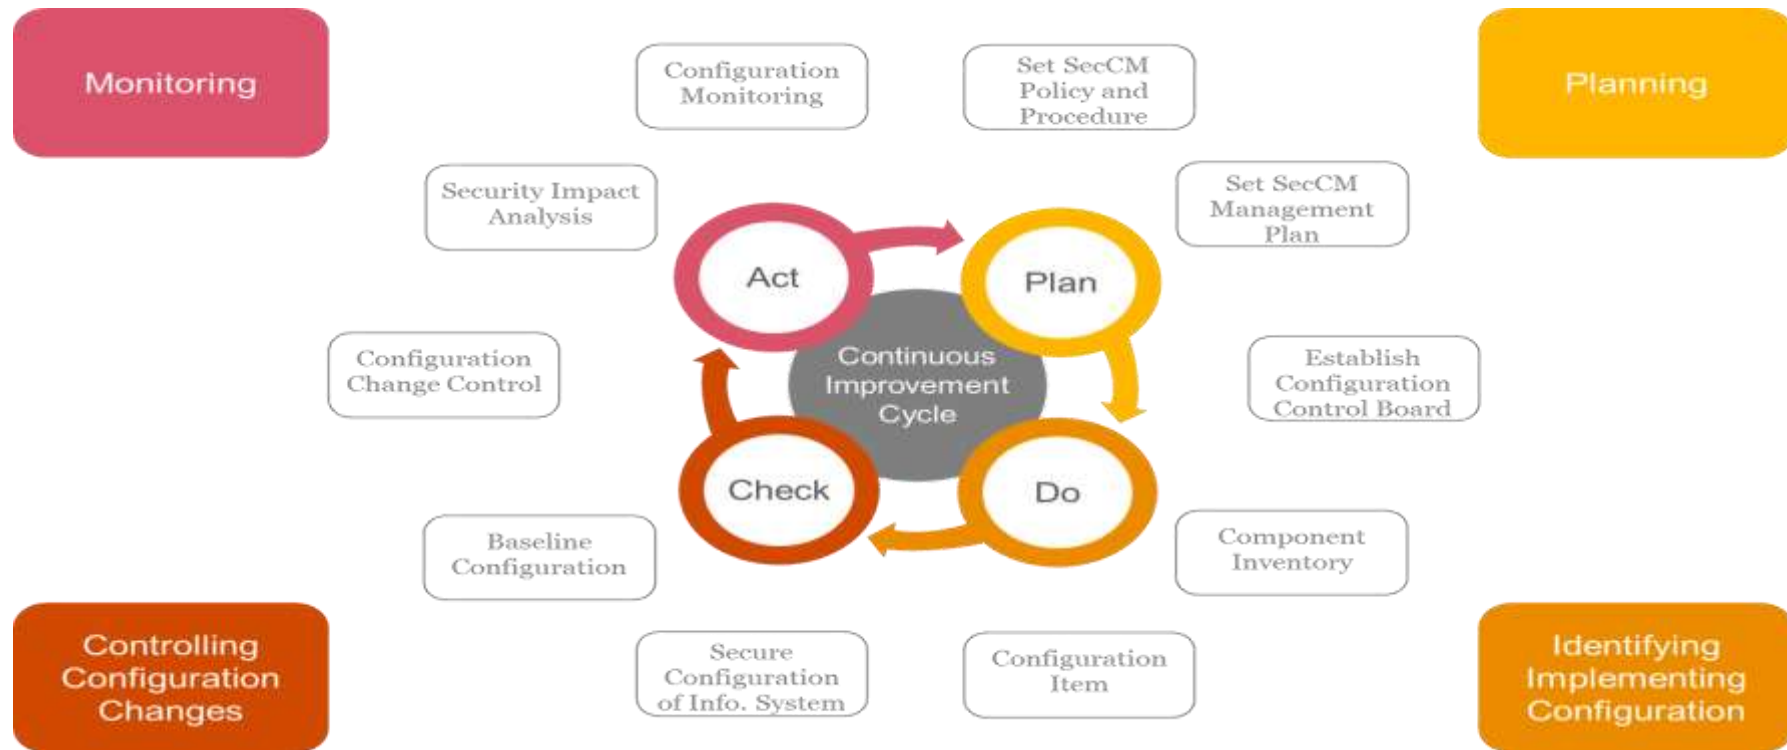 Monitoring
Configuration
Monitoring
Set SecCM
Policy and
Procedure
Planning
Security Impact
Analysis
Set SecCM
Management
Plan
Act
Plan
Configuration
Change Control
Continuous
Improvement
Cycle
Establish
Configuration
Control Board
Check
Do
Baseline
Configuration
Component
Inventory
Controlling
Configuration
Changes
Secure
Configuration
of Info. System
Configuration
Item
Identifying
Implementing
Configuration